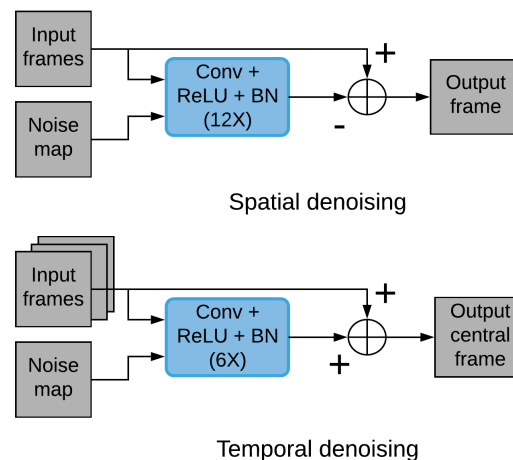 Input
frames
Noise
map
Conv +
ReLU + BN
(12X)
+
-
Output
frame
Spatial denoising
Input
frames
Noise
map
Conv +
ReLU + BN
(6X)
+
+
Output
central
frame
Temporal denoising